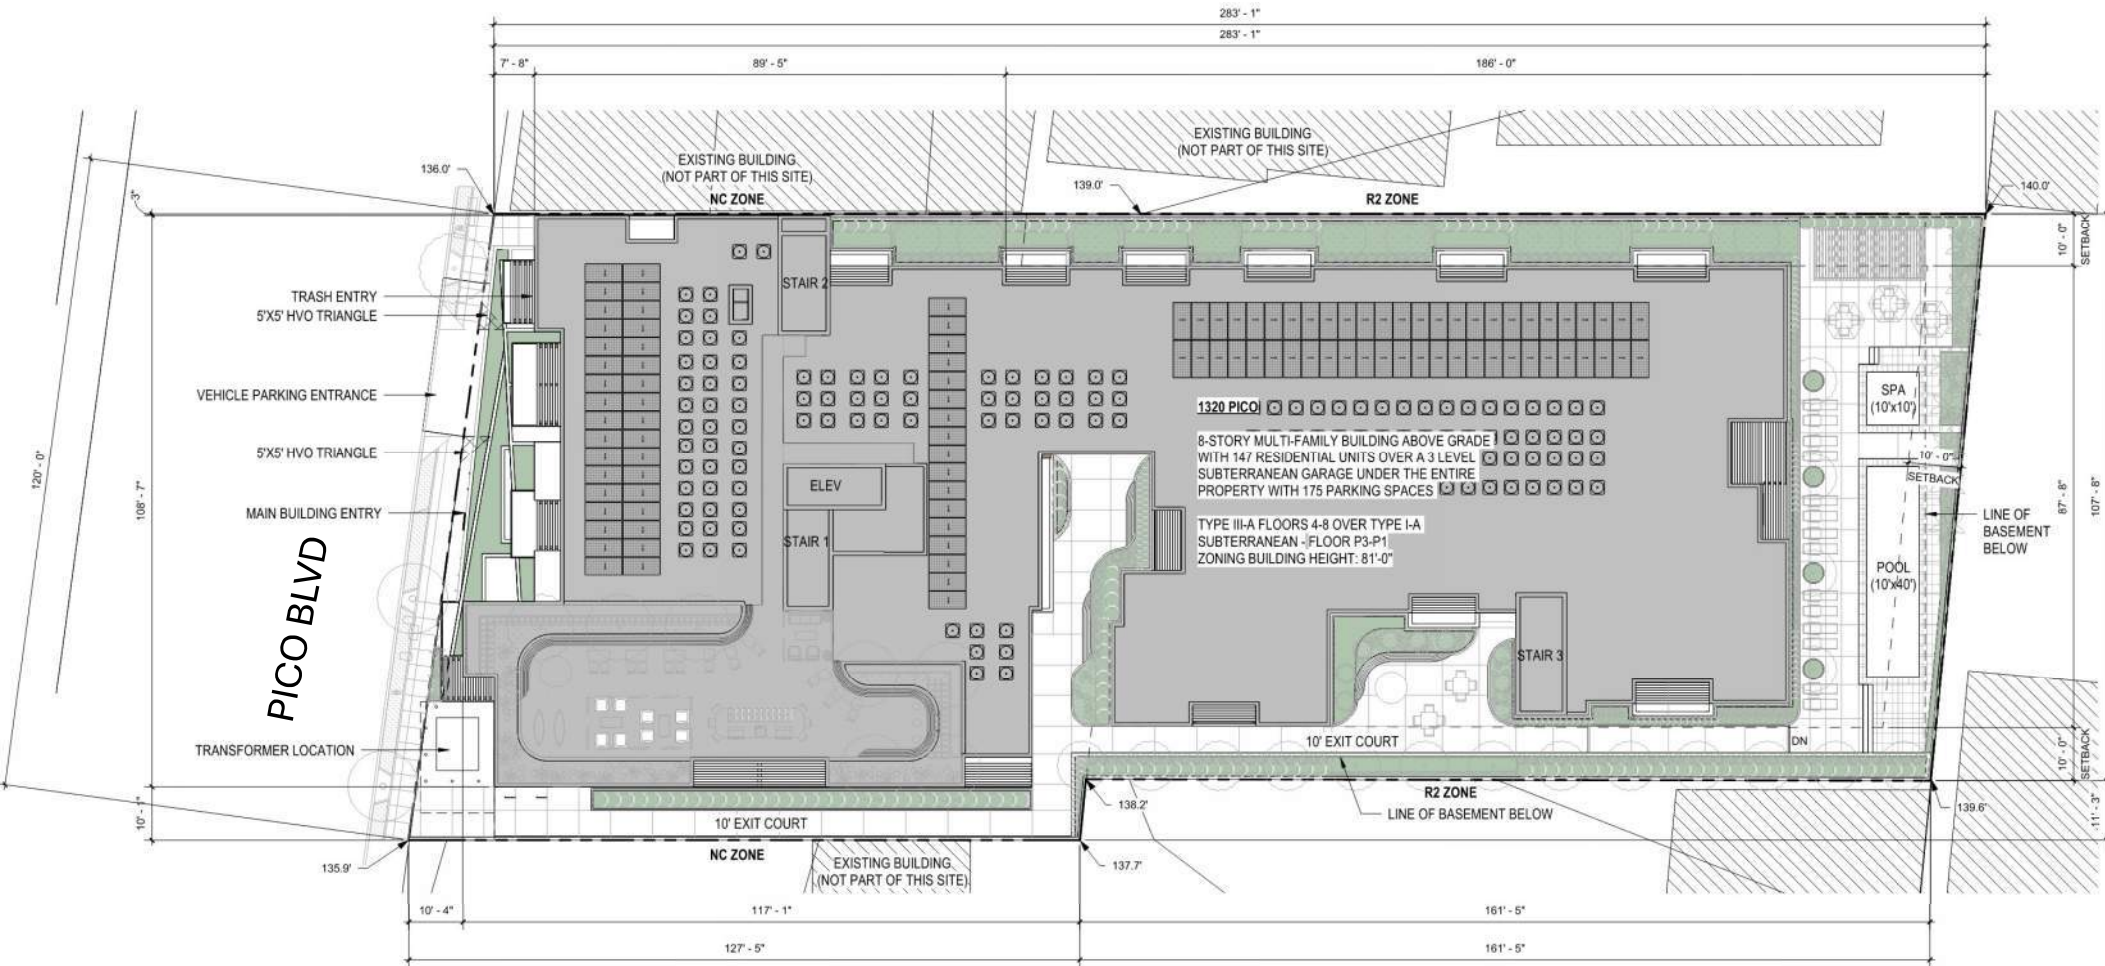 283' - 1"
283' - 1"
7' - 8"
89' - 5"
186' - 0"
EXISTING BUILDING
(NOT PART OF THIS SITE)
NC ZONE
EXISTING BUILDING
(NOT PART OF THIS SITE)
R2 ZONE
136.0'
139.0'
140.0'
3"
120' - 0"
108' - 7"
10' - 1"
TRASH ENTRY
5'X5' HVO TRIANGLE
VEHICLE PARKING ENTRANCE
5'X5' HVO TRIANGLE
MAIN BUILDING ENTRY
PICO BLVD
TRANSFORMER LOCATION
STAIR 2
ELEV
STAIR 1
1320 PICO
8-STORY MULTI-FAMILY BUILDING ABOVE GRADE
WITH 147 RESIDENTIAL UNITS OVER A 3 LEVEL
SUBTERRANEAN GARAGE UNDER THE ENTIRE
PROPERTY WITH 175 PARKING SPACES
TYPE III-A FLOORS 4-8 OVER TYPE I-A
SUBTERRANEAN - FLOOR P3-P1
ZONING BUILDING HEIGHT: 81'-0"
STAIR 3
SPA
(10'x10')
10' - 0"
SETBACK
POOL
(10'x40')
LINE OF
BASEMENT
BELOW
10' - 0"
SETBACK
87' - 8"
107' - 8"
10' - 0"
SETBACK
11' - 3"
10' EXIT COURT
DN
R2 ZONE
LINE OF BASEMENT BELOW
138.2'
139.6'
10' EXIT COURT
NC ZONE
EXISTING BUILDING
(NOT PART OF THIS SITE)
135.9'
137.7'
10' - 4"
117' - 1"
161' - 5"
127' - 5"
161' - 5"